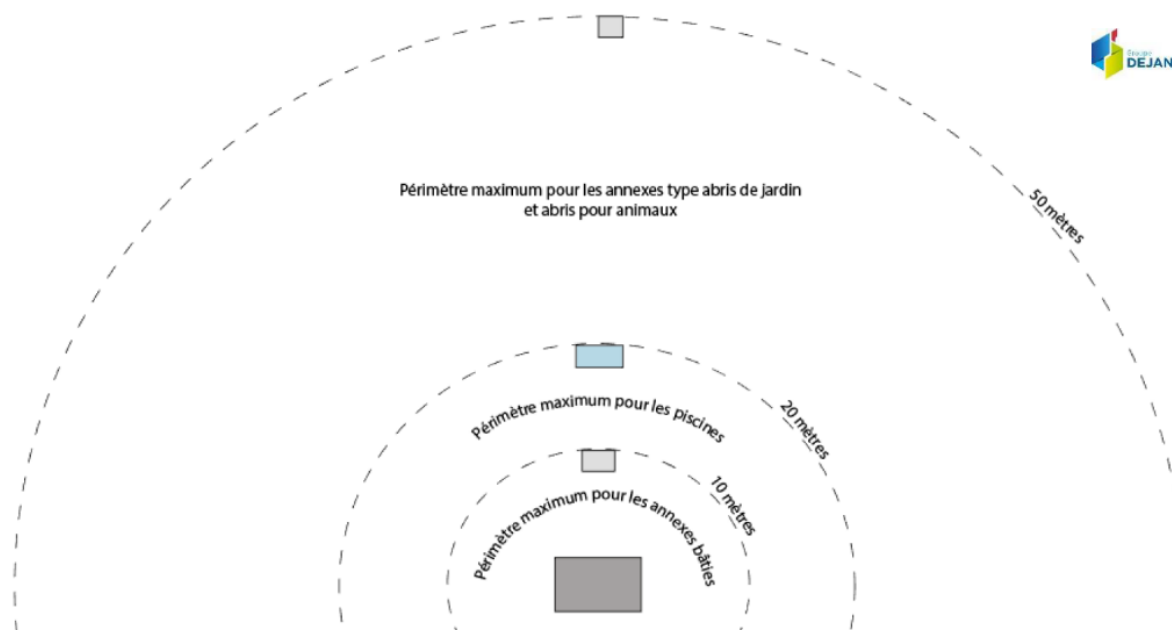 Groupe
DEJAN
Périmètre maximum pour les annexes type abris de jardin
et abris pour animaux
50 mètres
Périmètre maximum pour les piscines
20 mètres
10 mètres
Périmètre maximum pour les annexes bâties